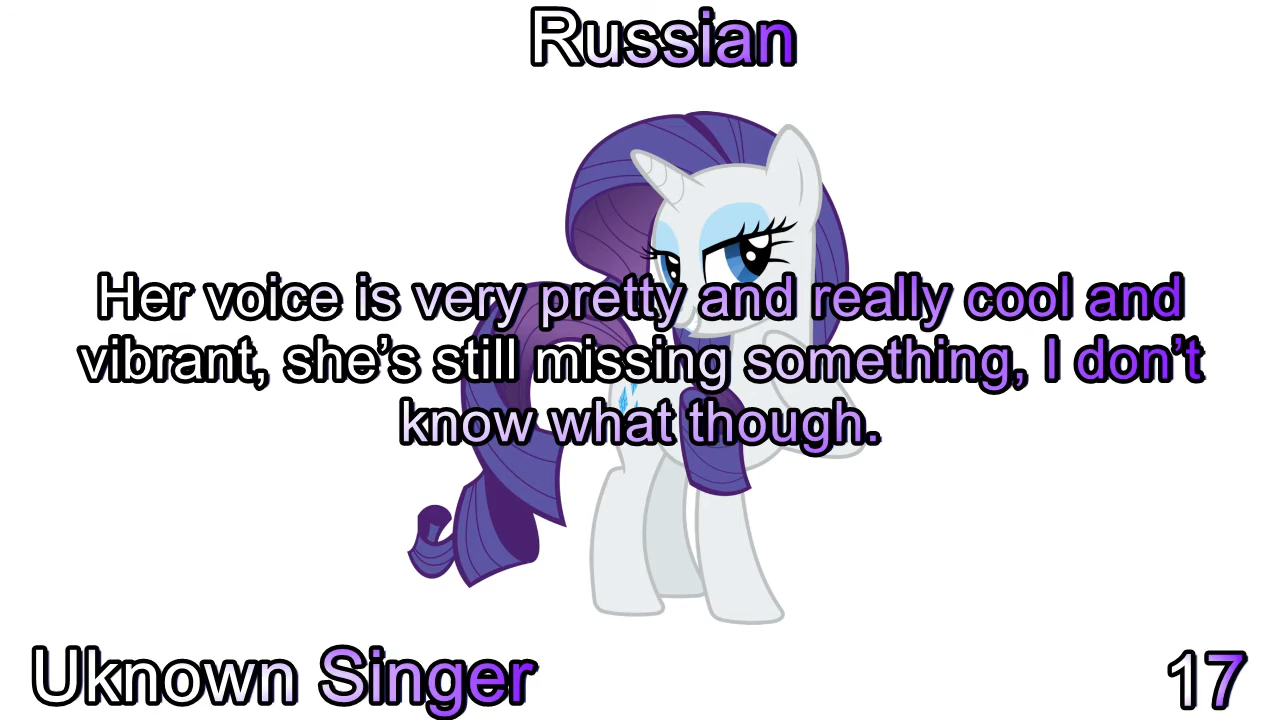 Russian
Her voice is very pretty and really cool and
vibrant, she’s still missing something, I don’t
know what though.
Uknown Singer
17